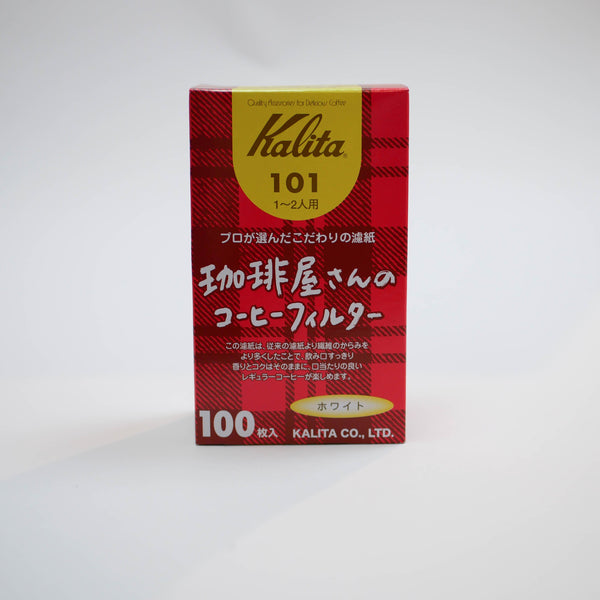 Quality Accessories for Delicious Coffee
Kalita®
101
1～2人用
プロが選んだこだわりの濾紙
珈琲屋さんの
コーヒーフィルター
この濾紙は、従来の濾紙より繊維のからみを
より多くしたことで、飲み口すっきり
香りとコクはそのままに、口当たりの良い
レギュラーコーヒーが楽しめます。
ホワイト
100枚入 KALITA CO., LTD.